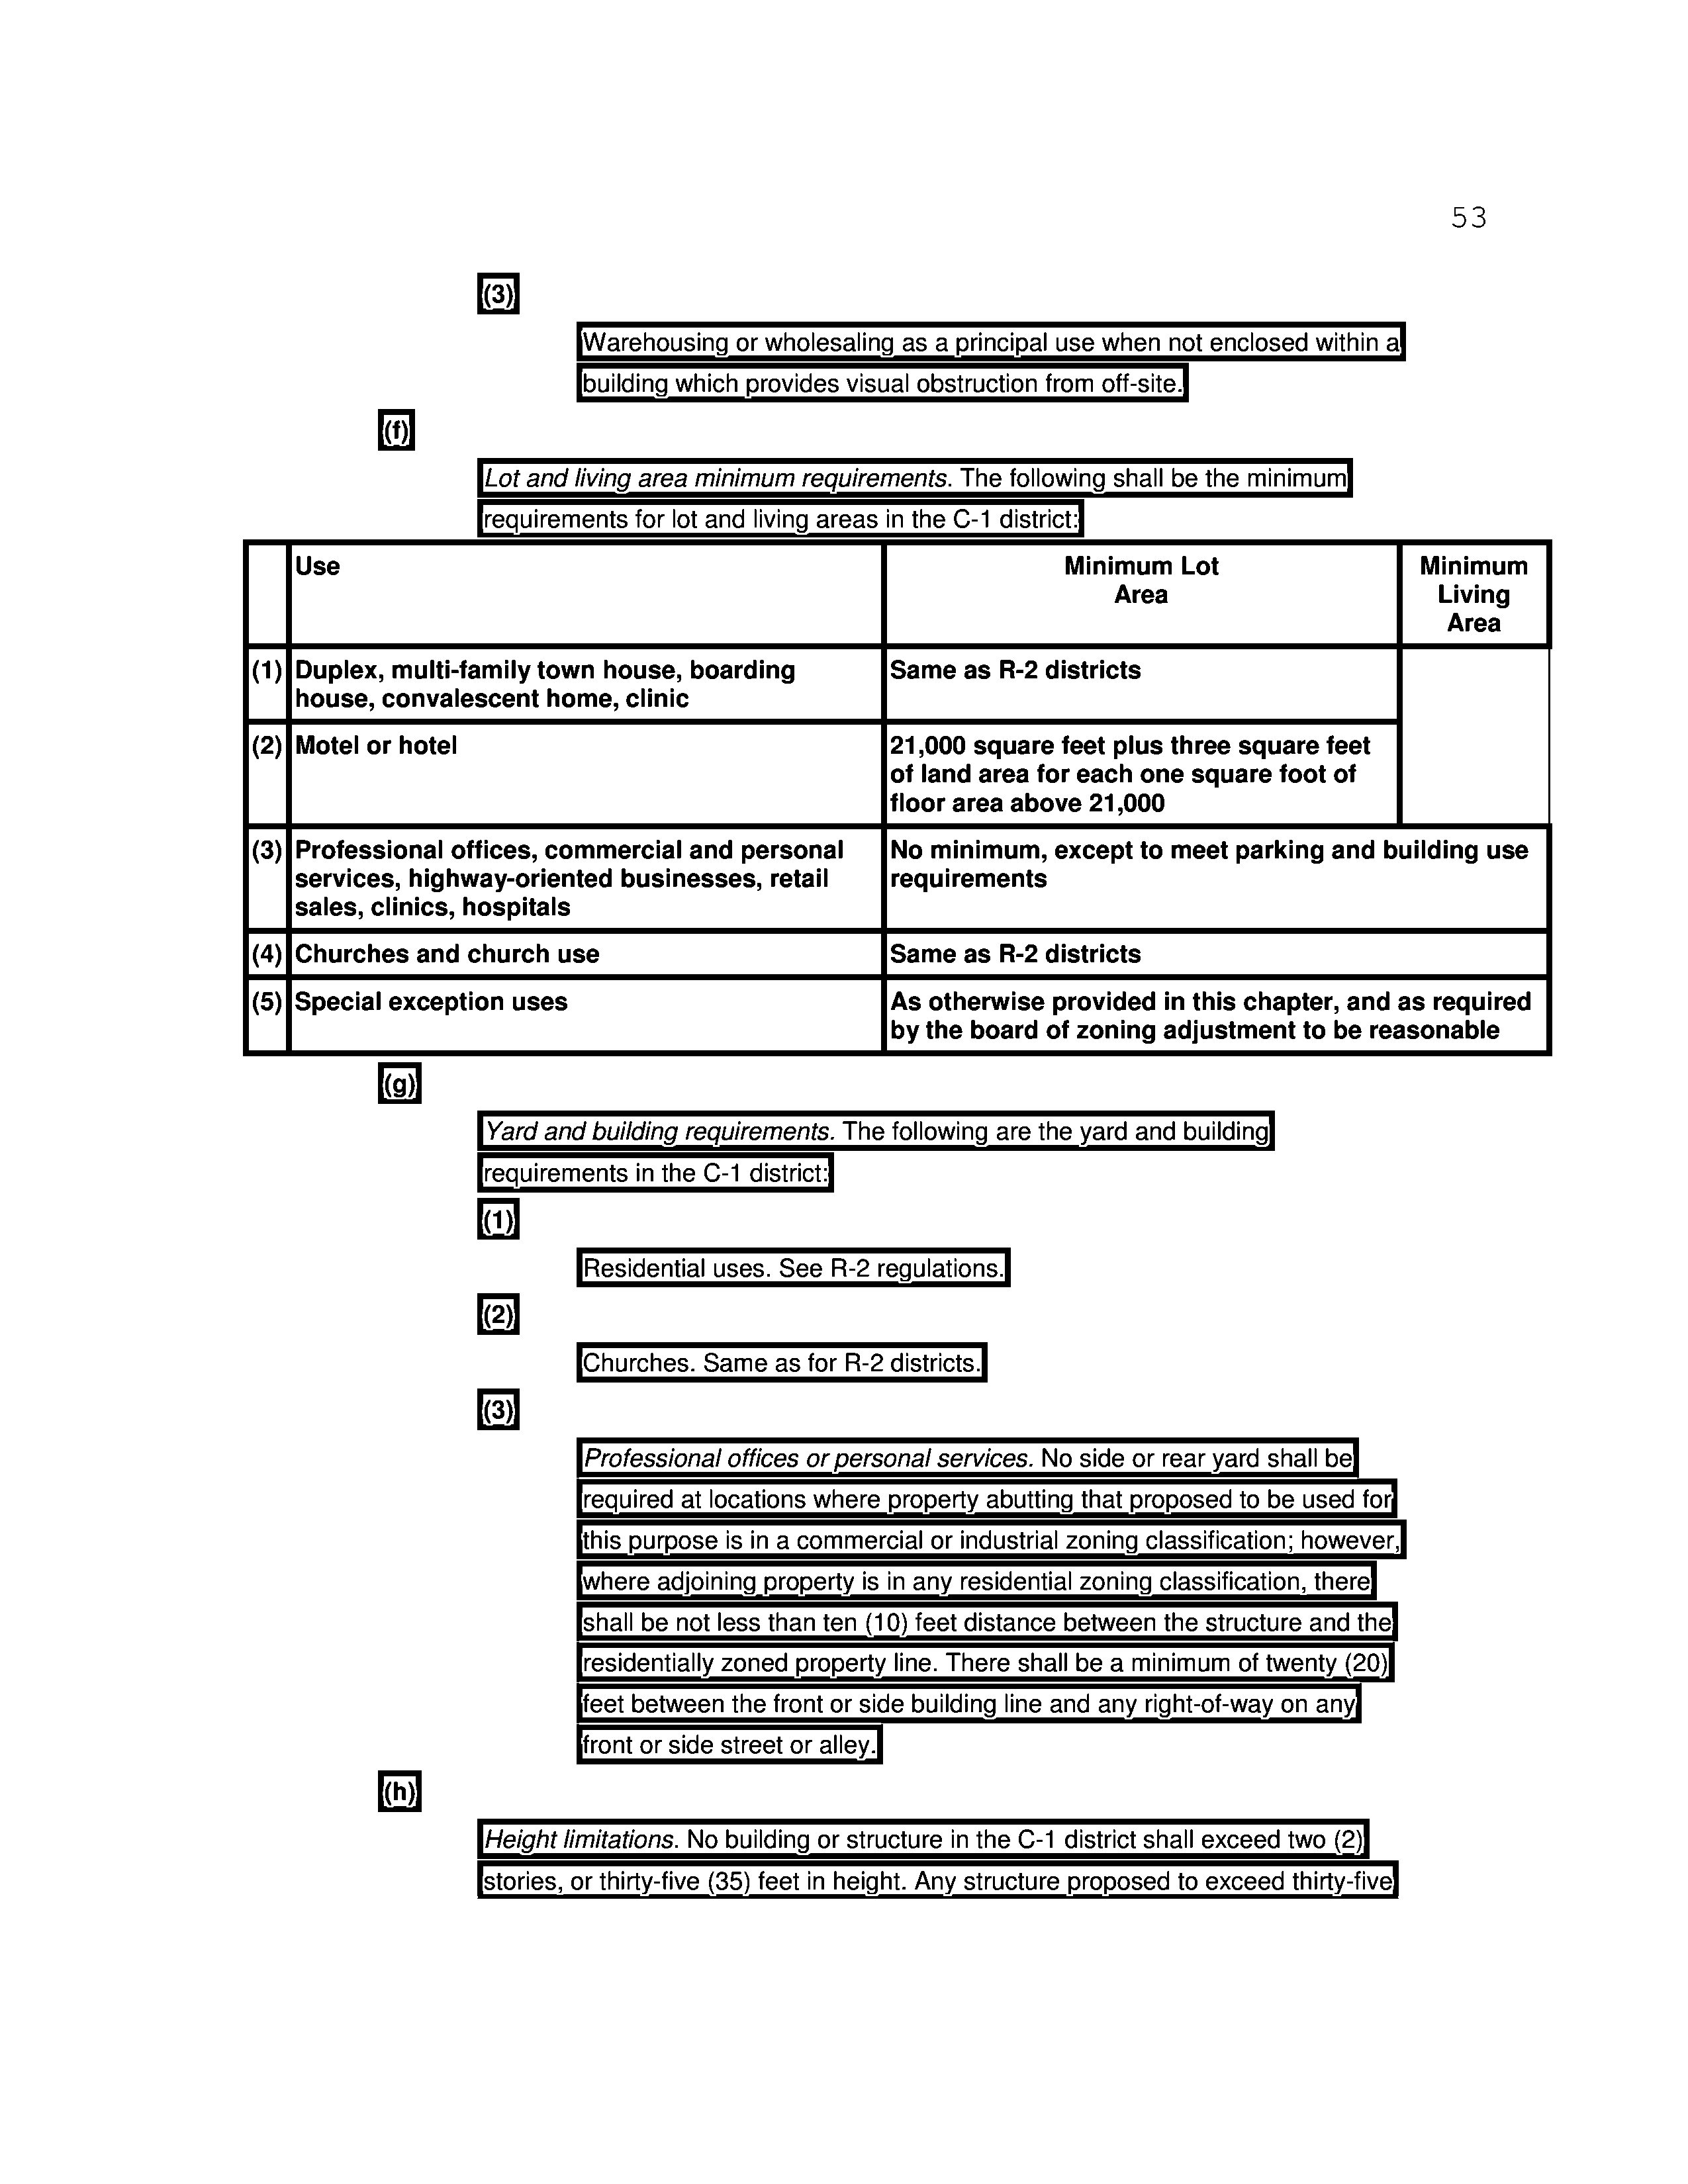 53
(3)
Warehousing or wholesaling as a principal use when not enclosed within a
building which provides visual obstruction from off-site.
(f)
Lot and living area minimum requirements. The following shall be the minimum
requirements for lot and living areas in the C-1 district:
Use
Minimum Lot
Area
Minimum
Living
Area
(1) Duplex, multi-family town house, boarding
house, convalescent home, clinic
Same as R-2 districts
(2) Motel or hotel
21,000 square feet plus three square feet
of land area for each one square foot of
floor area above 21,000
(3) Professional offices, commercial and personal
services, highway-oriented businesses, retail
sales, clinics, hospitals
No minimum, except to meet parking and building use
requirements
(4) Churches and church use
Same as R-2 districts
(5) Special exception uses
As otherwise provided in this chapter, and as required
by the board of zoning adjustment to be reasonable
(g)
Yard and building requirements. The following are the yard and building
requirements in the C-1 district:
(1)
Residential uses. See R-2 regulations.
(2)
Churches. Same as for R-2 districts.
(3)
Professional offices or personal services. No side or rear yard shall be
required at locations where property abutting that proposed to be used for
this purpose is in a commercial or industrial zoning classification; however,
where adjoining property is in any residential zoning classification, there
shall be not less than ten (10) feet distance between the structure and the
residentially zoned property line. There shall be a minimum of twenty (20)
feet between the front or side building line and any right-of-way on any
front or side street or alley.
(h)
Height limitations. No building or structure in the C-1 district shall exceed two (2)
stories, or thirty-five (35) feet in height. Any structure proposed to exceed thirty-five